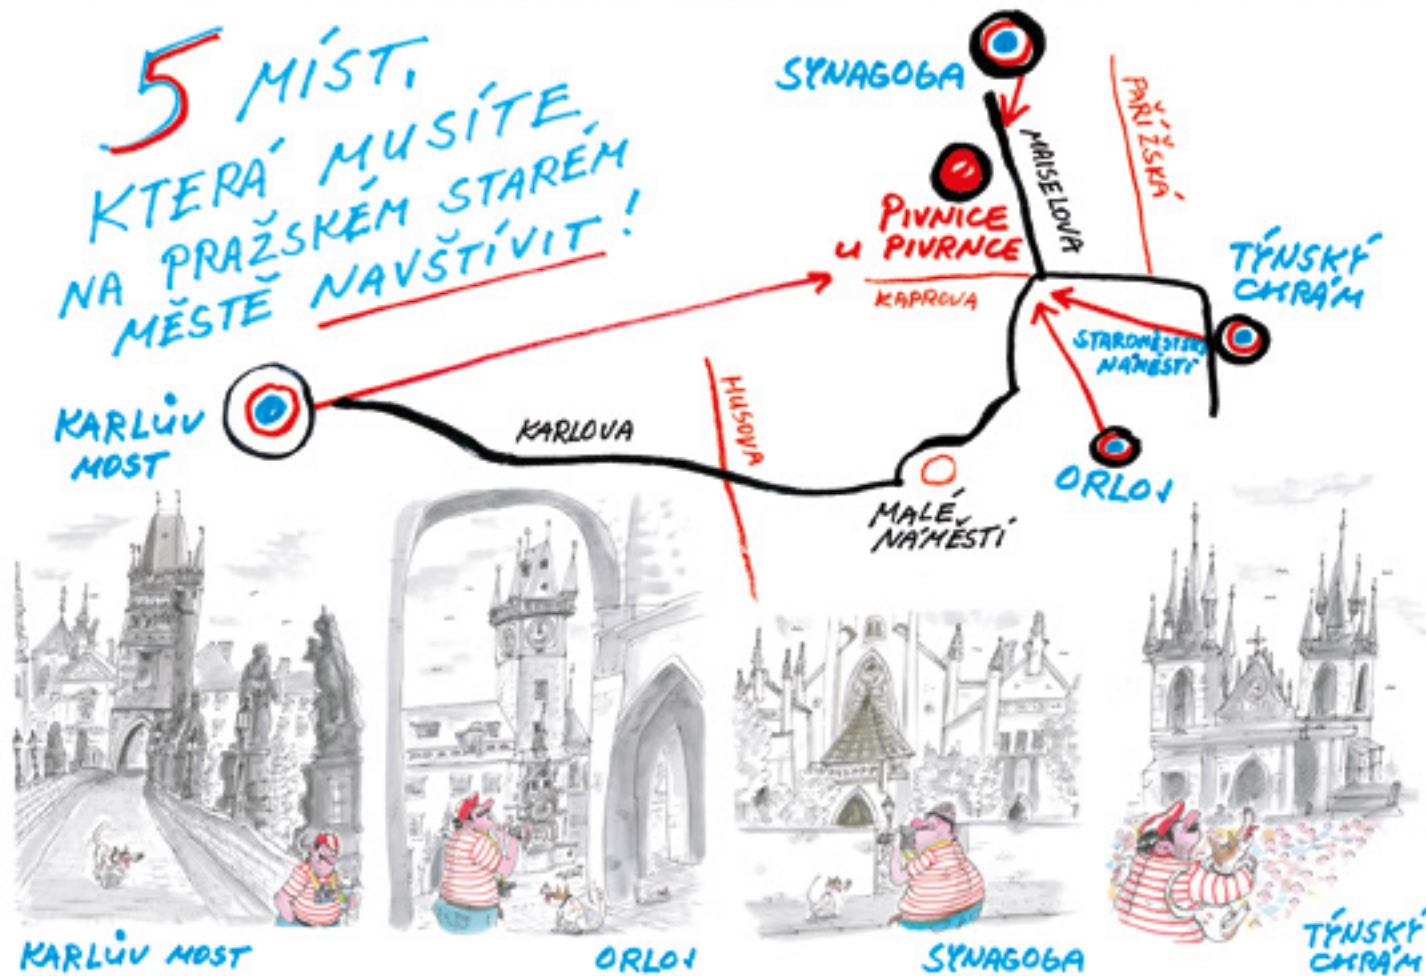 5 MÍST,
KTERÁ MUSÍTE
NA PRAŽSKÉM STARÉM
MĚSTĚ NAVŠTÍVIT!
SYNAGOGA
PAŘÍŽSKÁ
MAISELOVA
PIVNICE
U PIVRNCE
KAPROVA
TÝNSKÝ
CHRÁM
STAROMĚSTSKÉ
NÁMĚSTÍ
KARLŮV
MOST
KARLOVA
HUSOVA
MALÉ
NÁMĚSTÍ
ORLOJ
KARLŮV MOST
ORLOJ
SYNAGOGA
TÝNSKÝ
CHRÁM